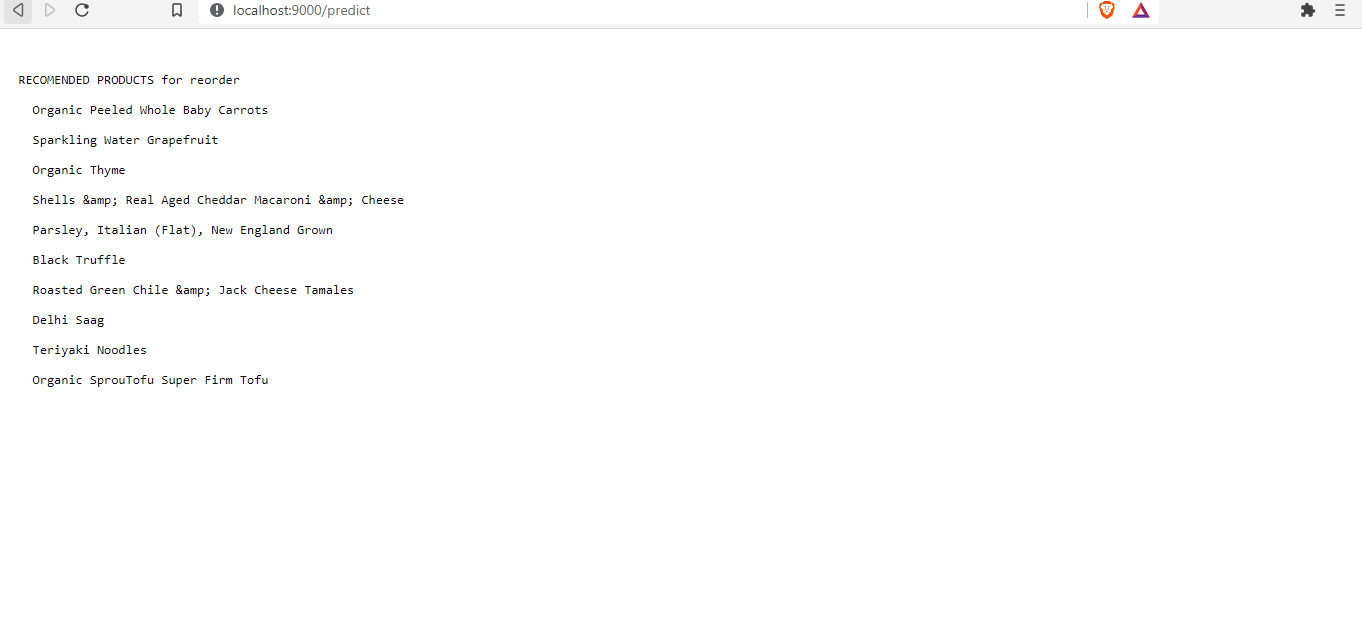 localhost:9000/predict
RECOMENDED PRODUCTS for reorder
Organic Peeled Whole Baby Carrots
Sparkling Water Grapefruit
Organic Thyme
Shells &amp; Real Aged Cheddar Macaroni &amp; Cheese
Parsley, Italian (Flat), New England Grown
Black Truffle
Roasted Green Chile &amp; Jack Cheese Tamales
Delhi Saag
Teriyaki Noodles
Organic SprouTofu Super Firm Tofu